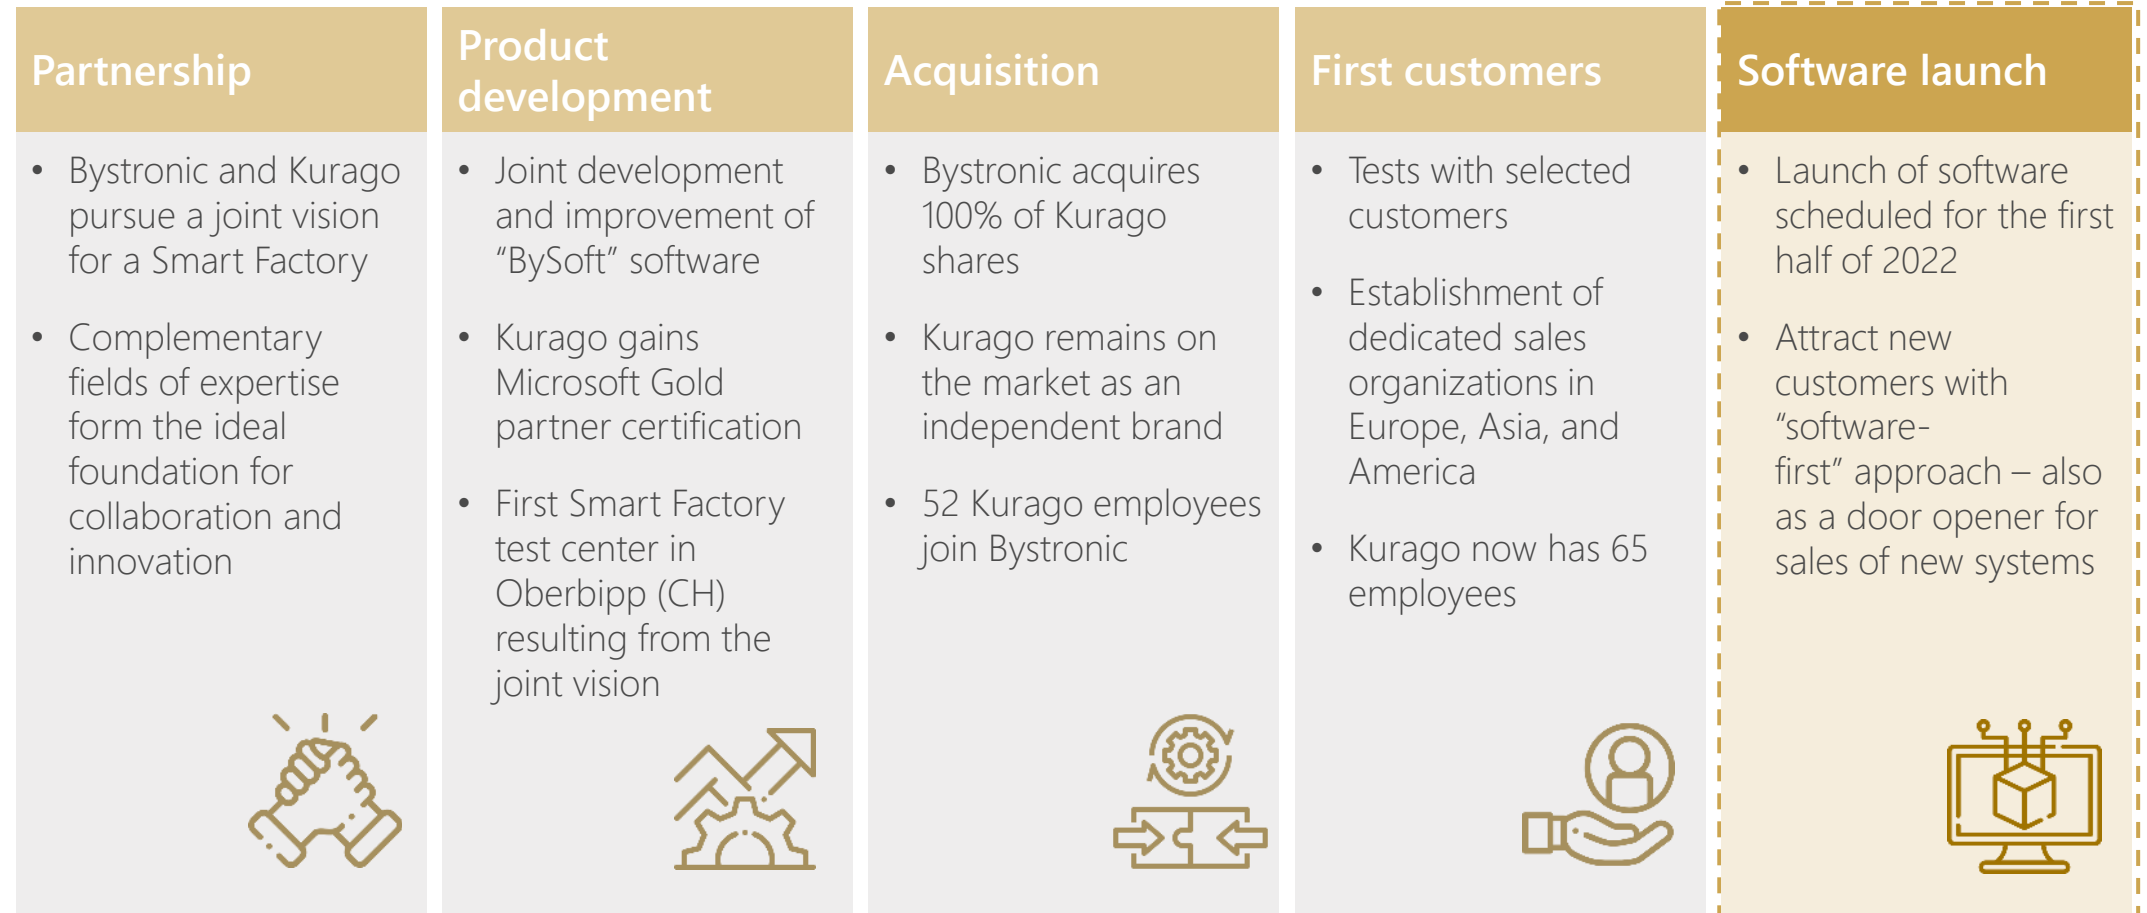 Partnership
• Bystronic and Kurago
pursue a joint vision
for a Smart Factory
• Complementary
fields of expertise
form the ideal
foundation for
collaboration and
innovation
Product
development
• Joint development
and improvement of
“BySoft” software
• Kurago gains
Microsoft Gold
partner certification
• First Smart Factory
test center in
Oberbipp (CH)
resulting from the
joint vision
Acquisition
• Bystronic acquires
100% of Kurago
shares
• Kurago remains on
the market as an
independent brand
• 52 Kurago employees
join Bystronic
First customers
• Tests with selected
customers
• Establishment of
dedicated sales
organizations in
Europe, Asia, and
America
• Kurago now has 65
employees
Software launch
• Launch of software
scheduled for the first
half of 2022
• Attract new
customers with
“software-
first” approach – also
as a door opener for
sales of new systems